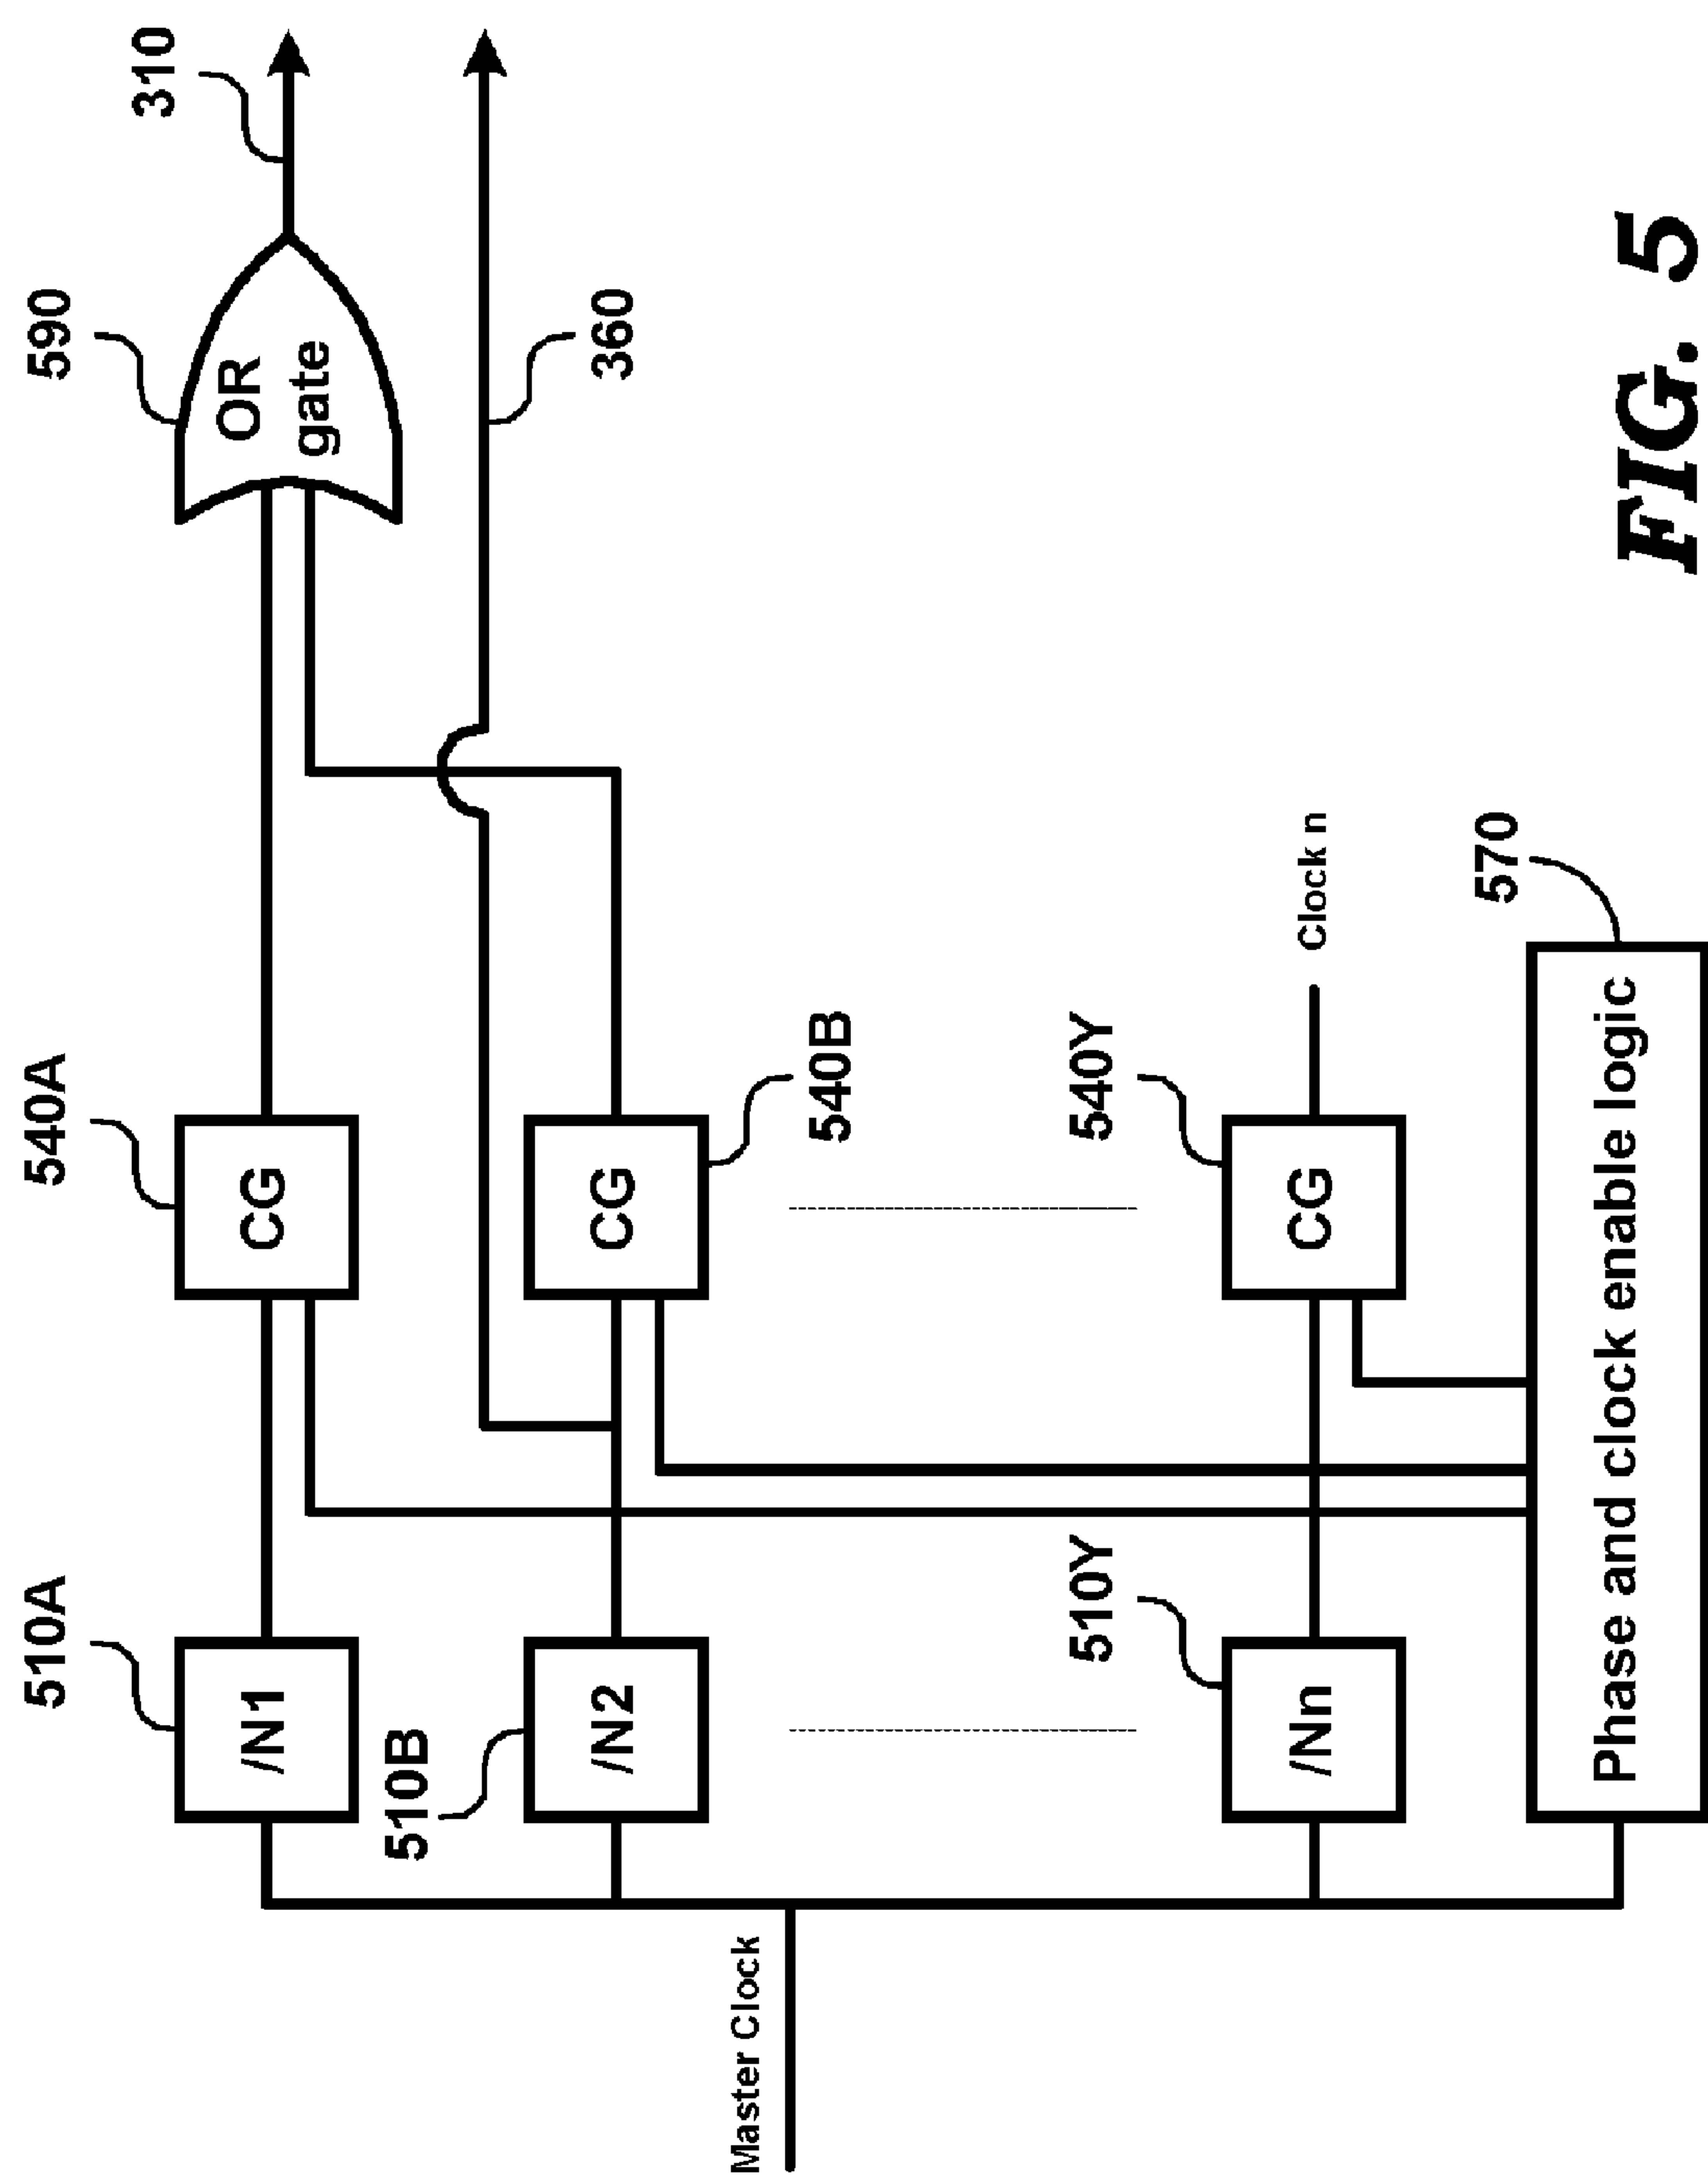 510A
540A
590
310
/N1
CG
OR
gate
510B
360
/N2
CG
Master Clock
540B
510Y
540Y
/Nn
CG
Clock n
570
Phase and clock enable logic
FIG. 5